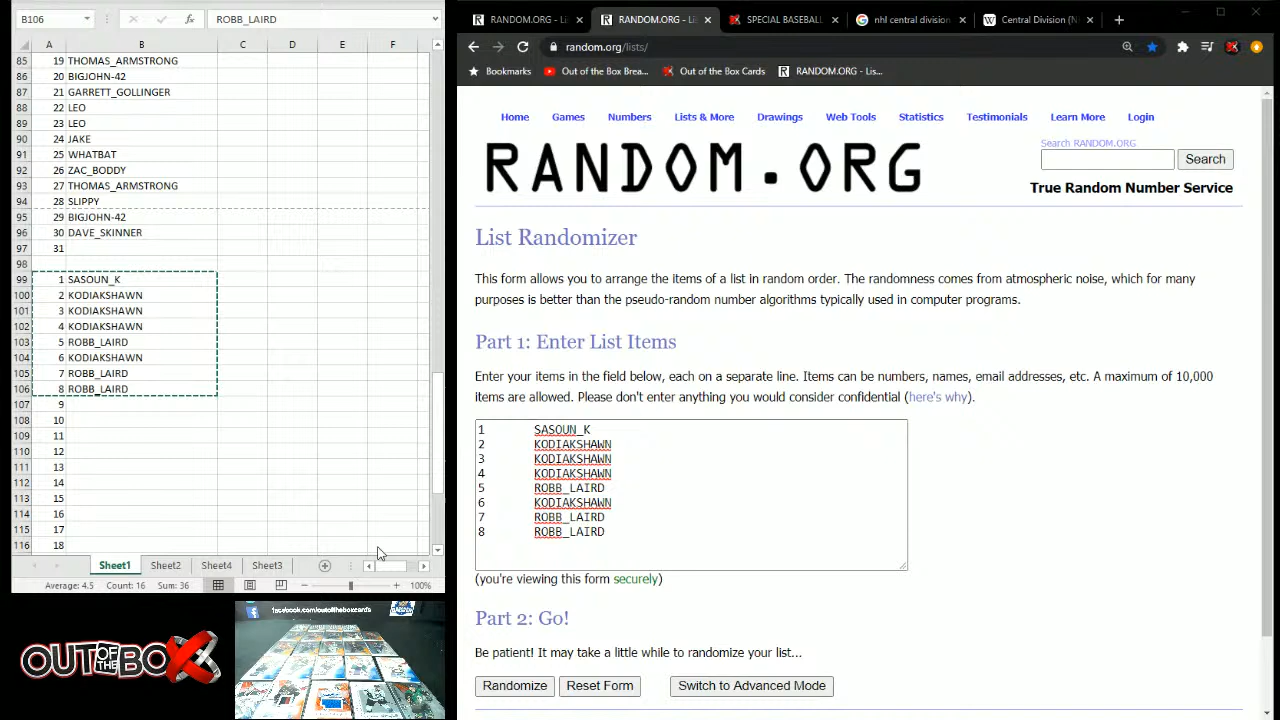 B106
ROBB_LAIRD
A B C D E F
85 19 THOMAS_ARMSTRONG
86 20 BIGJOHN-42
87 21 GARRETT_GOLLINGER
88 22 LEO
89 23 LEO
90 24 JAKE
91 25 WHATBAT
92 26 ZAC_BODDY
93 27 THOMAS_ARMSTRONG
94 28 SLIPPY
95 29 BIGJOHN-42
96 30 DAVE_SKINNER
97 31
98
99 1 SASOUN_K
100 2 KODIAKSHAWN
101 3 KODIAKSHAWN
102 4 KODIAKSHAWN
103 5 ROBB_LAIRD
104 6 KODIAKSHAWN
105 7 ROBB_LAIRD
106 8 ROBB_LAIRD
107 9
108 10
109 11
110 12
111 13
112 14
113 15
114 16
115 17
116 18
Sheet1 Sheet2 Sheet4 Sheet3
Average: 4.5 Count: 16 Sum: 36 100%
OUT OF THE BOX
facebook.com/outoftheboxcards
RANDOM.ORG - Li RANDOM.ORG - Li SPECIAL BASEBALL nhl central division Central Division (N
random.org/lists/
Bookmarks Out of the Box Brea... Out of the Box Cards RANDOM.ORG - Lis...
Home Games Numbers Lists & More Drawings Web Tools Statistics Testimonials Learn More Login
RANDOM.ORG
Search RANDOM.ORG
Search
True Random Number Service
List Randomizer
This form allows you to arrange the items of a list in random order. The randomness comes from atmospheric noise, which for many
purposes is better than the pseudo-random number algorithms typically used in computer programs.
Part 1: Enter List Items
Enter your items in the field below, each on a separate line. Items can be numbers, names, email addresses, etc. A maximum of 10,000
items are allowed. Please don't enter anything you would consider confidential (here's why).
1 SASOUN_K
2 KODIAKSHAWN
3 KODIAKSHAWN
4 KODIAKSHAWN
5 ROBB_LAIRD
6 KODIAKSHAWN
7 ROBB_LAIRD
8 ROBB_LAIRD
(you're viewing this form securely)
Part 2: Go!
Be patient! It may take a little while to randomize your list...
Randomize Reset Form Switch to Advanced Mode